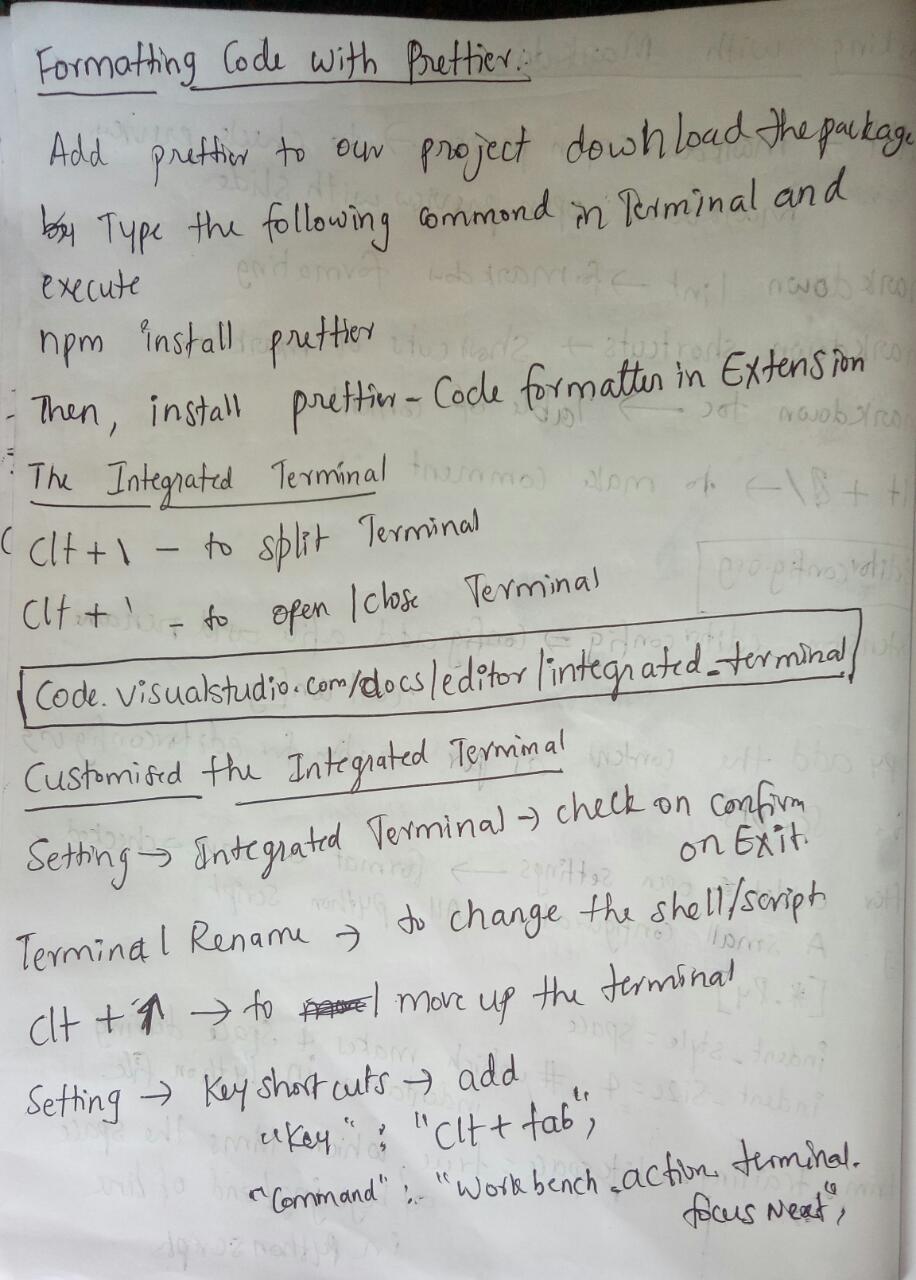 Formatting Code with Prettier:
Add prettier to our project download the package
by Type the following commond in Terminal and
execute
npm install prettier
- Then, install prettier - Code formatter in Extension
The Integrated Terminal
Clt + \ - to split Terminal
Clt + ` - to open / close Terminal
Code.visualstudio.com/docs/editor/integrated_terminal
Customised the Integrated Terminal
Setting → Integrated Terminal → check on confirm
on Exit.
Terminal Rename → to change the shell/script
Clt + ↑ → to move up the terminal
Setting → Key short cuts → add
"Key" : "Clt + tab",
"Command" : "Workbench.action.terminal.
focus Next",